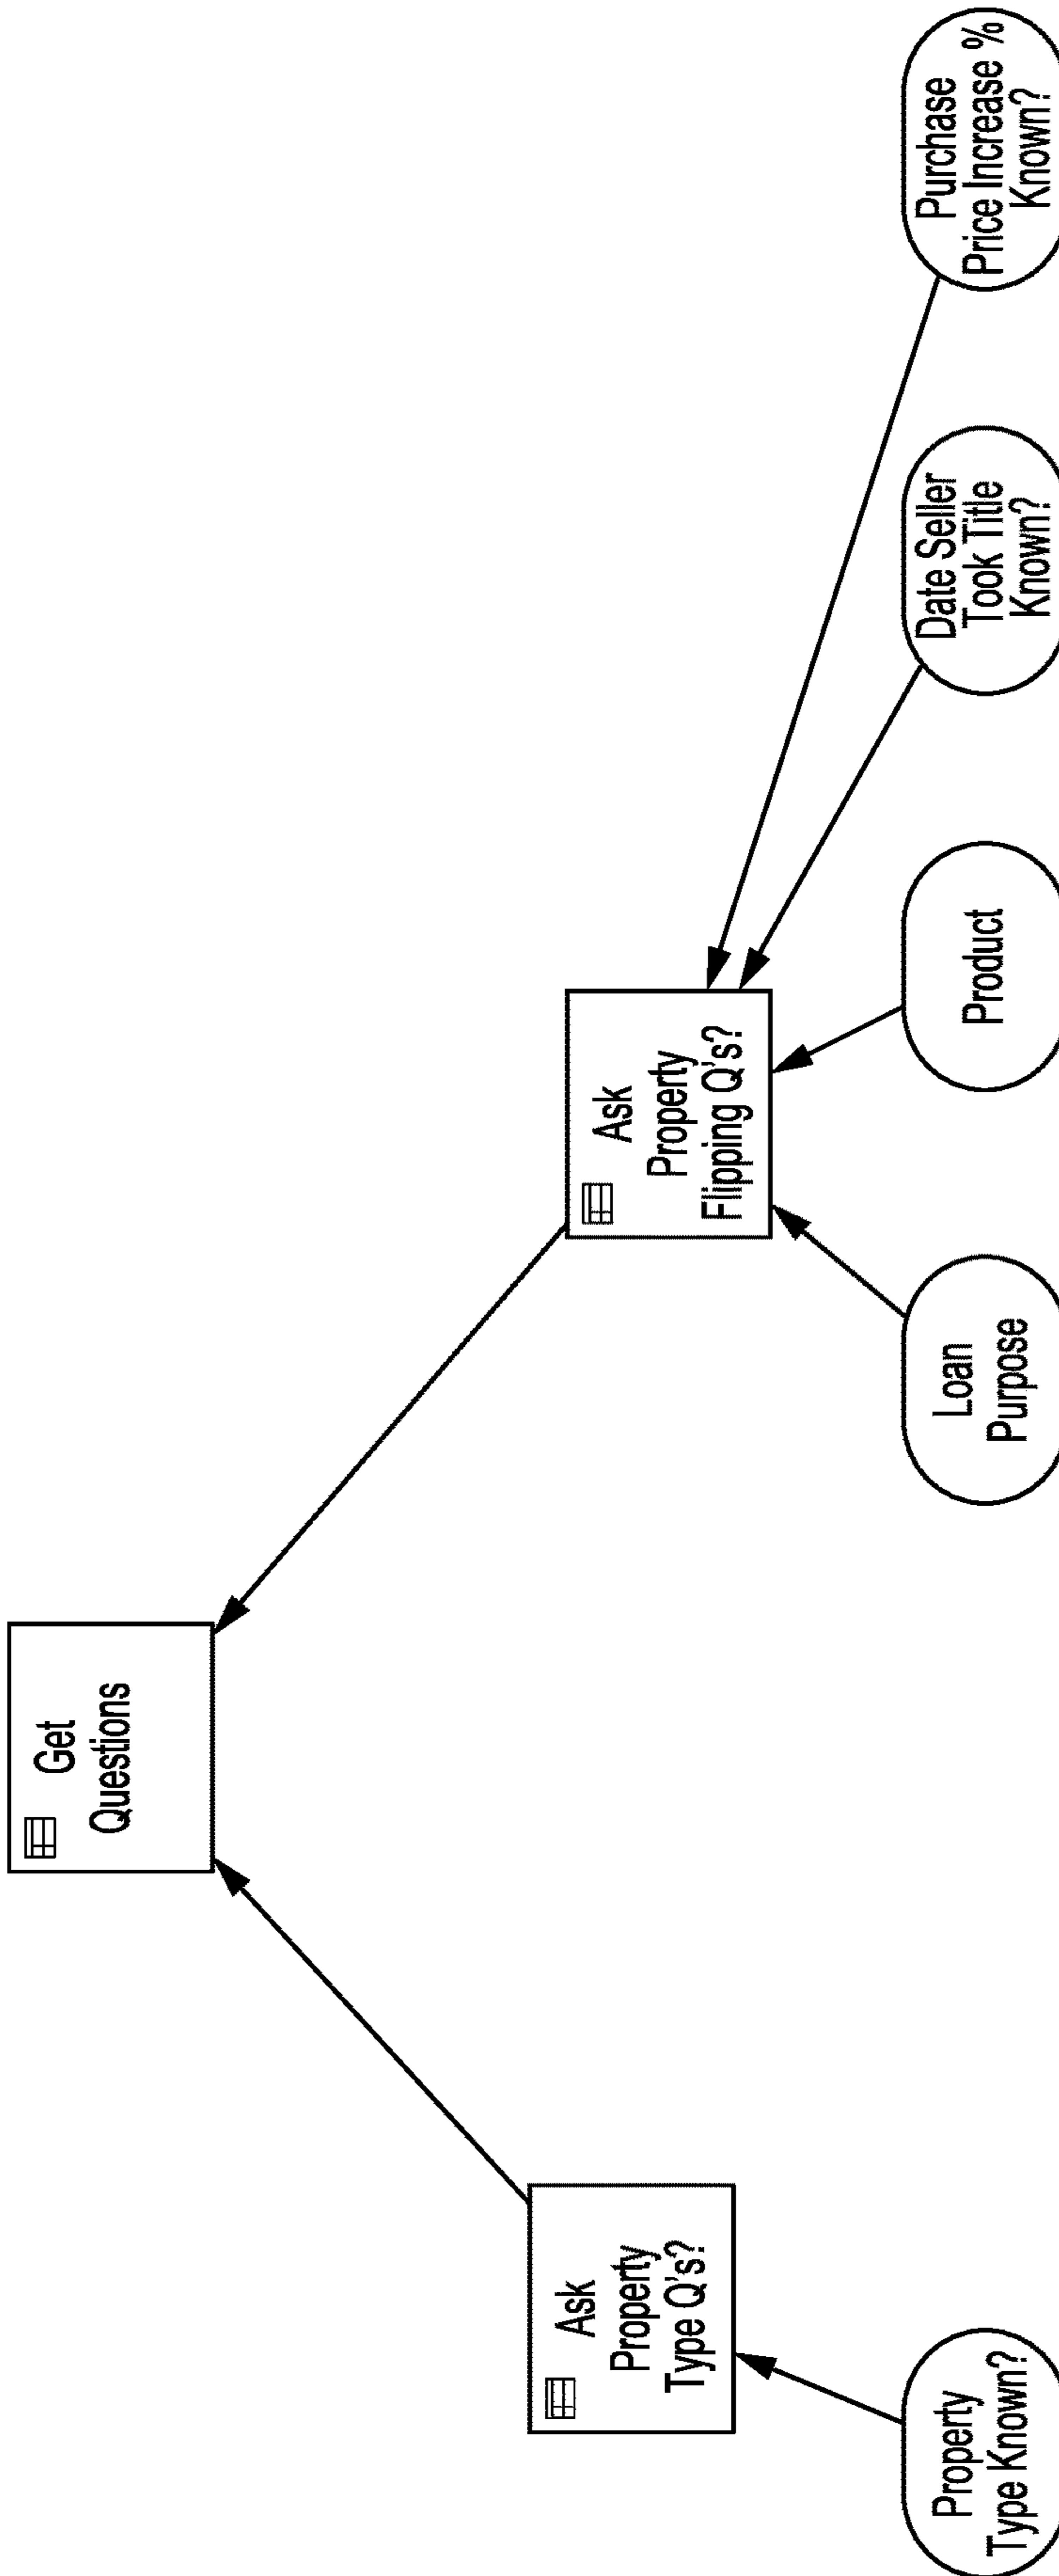 Get
Questions
Ask
Property
Type Q's?
Ask
Property
Flipping Q's?
Property
Type Known?
Loan
Purpose
Product
Date Seller
Took Title
Known?
Purchase
Price Increase %
Known?